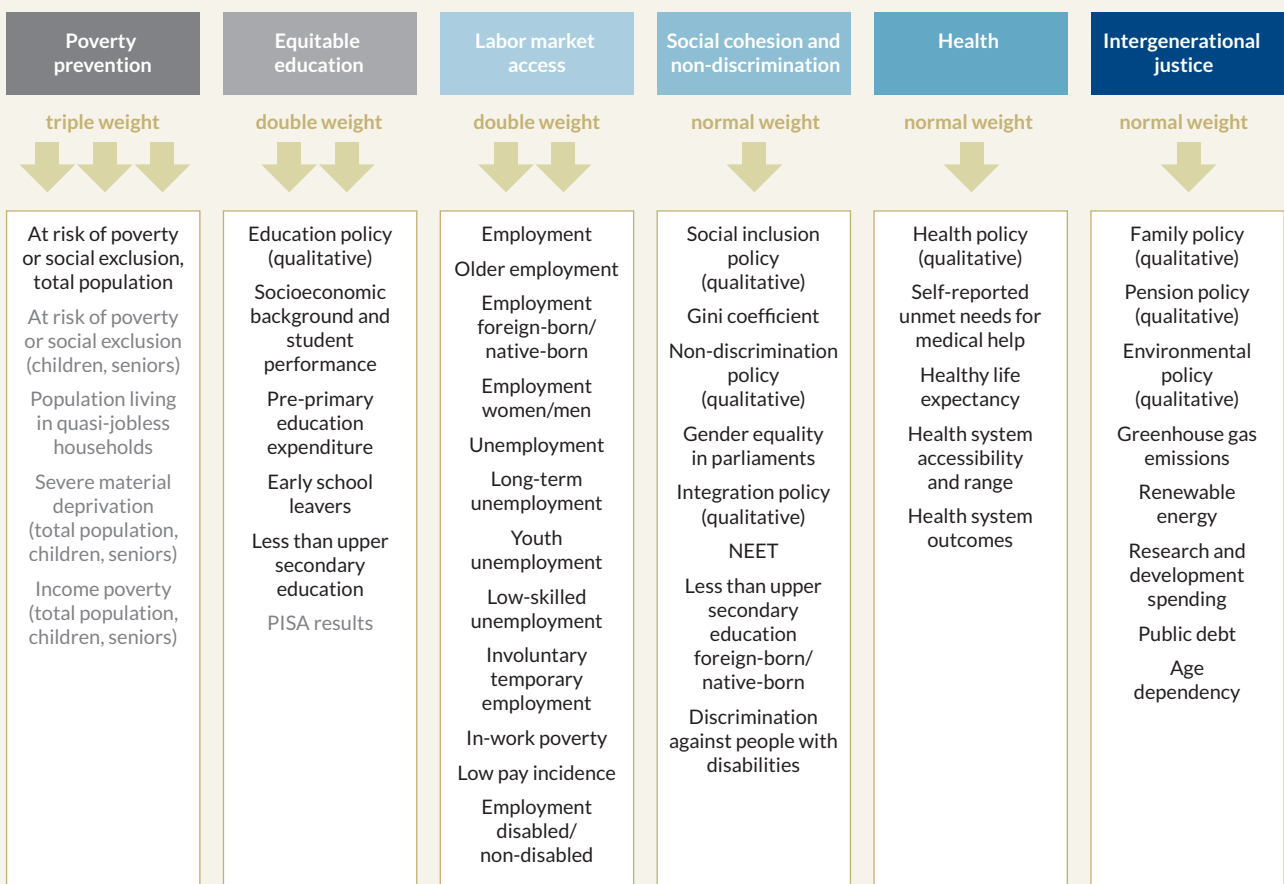 Poverty
prevention
triple weight
At risk of poverty
or social exclusion,
total population
At risk of poverty
or social exclusion
(children, seniors)
Population living
in quasi-jobless
households
Severe material
deprivation
(total population,
children, seniors)
Income poverty
(total population,
children, seniors)
Equitable
education
double weight
Education policy
(qualitative)
Socioeconomic
background and
student
performance
Pre-primary
education
expenditure
Early school
leavers
Less than upper
secondary
education
PISA results
Labor market
access
double weight
Employment
Older employment
Employment
foreign-born/
native-born
Employment
women/men
Unemployment
Long-term
unemployment
Youth
unemployment
Low-skilled
unemployment
Involuntary
temporary
employment
In-work poverty
Low pay incidence
Employment
disabled/
non-disabled
Social cohesion and
non-discrimination
normal weight
Social inclusion
policy
(qualitative)
Gini coefficient
Non-discrimination
policy
(qualitative)
Gender equality
in parliaments
Integration policy
(qualitative)
NEET
Less than upper
secondary
education
foreign-born/
native-born
Discrimination
against people with
disabilities
Health
normal weight
Health policy
(qualitative)
Self-reported
unmet needs for
medical help
Healthy life
expectancy
Health system
accessibility
and range
Health system
outcomes
Intergenerational
justice
normal weight
Family policy
(qualitative)
Pension policy
(qualitative)
Environmental
policy
(qualitative)
Greenhouse gas
emissions
Renewable
energy
Research and
development
spending
Public debt
Age
dependency